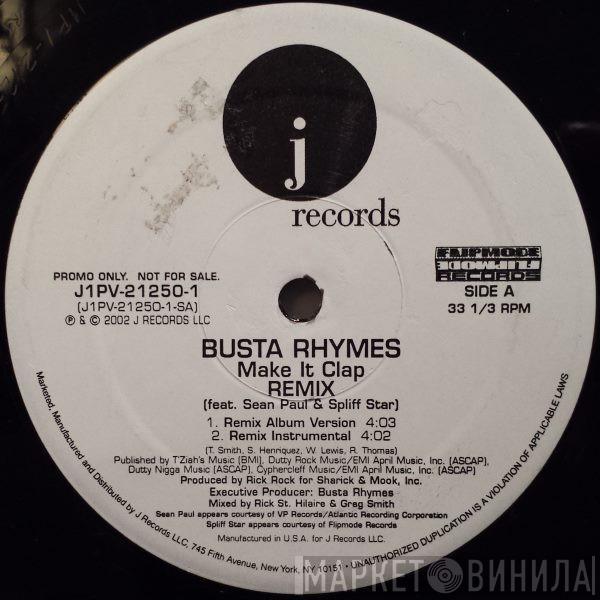 j
records
PROMO ONLY. NOT FOR SALE.
J1PV-21250-1
(J1PV-21250-1-SA)
℗ & © 2002 J RECORDS LLC
FLIPMODE
FLIPMODE
RECORDS
SIDE A
33 1/3 RPM
BUSTA RHYMES
Make It Clap
REMIX
(feat. Sean Paul & Spliff Star)
1. Remix Album Version 4:03
2. Remix Instrumental 4:02
(T. Smith, S. Henriquez, W. Lewis, R. Thomas)
Published by T'Ziah's Music (BMI), Dutty Rock Music/EMI April Music, Inc. (ASCAP),
Dutty Nigga Music (ASCAP), Cyphercleff Music/EMI April Music, Inc. (ASCAP)
Produced by Rick Rock for Sharick & Mook, Inc.
Executive Producer: Busta Rhymes
Mixed by Rick St. Hilaire & Greg Smith
Sean Paul appears courtesy of VP Records/Atlantic Recording Corporation
Spliff Star appears courtesy of Flipmode Records
Manufactured in U.S.A. for J Records LLC.
Marketed, Manufactured and Distributed by J Records LLC, 745 Fifth Avenue, New York, NY 10151 • UNAUTHORIZED DUPLICATION IS A VIOLATION OF APPLICABLE LAWS
МАРКЕТ ВИНИЛА